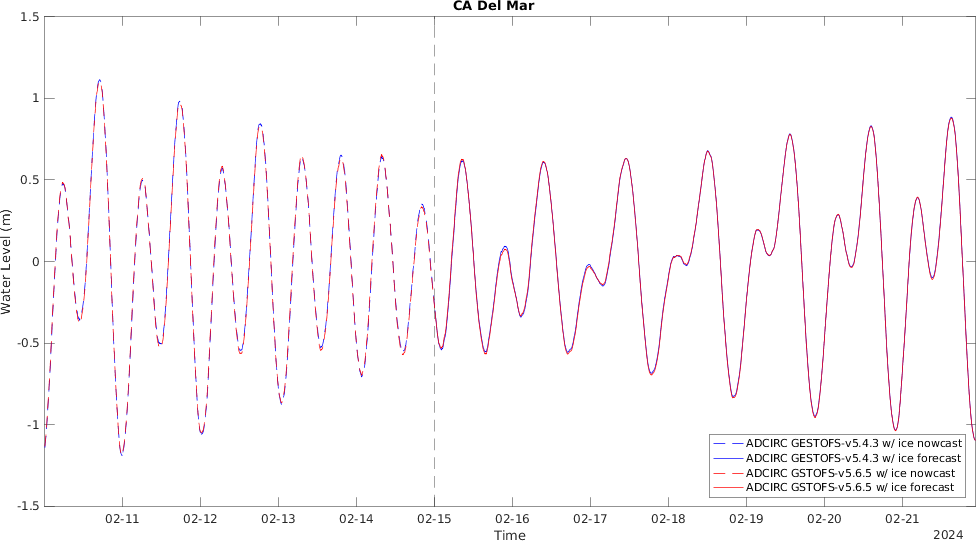 CA Del Mar
1.5
1
0.5
0
-0.5
-1
-1.5
Water Level (m)
ADCIRC GESTOFS-v5.4.3 w/ ice nowcast
ADCIRC GESTOFS-v5.4.3 w/ ice forecast
ADCIRC GSTOFS-v5.6.5 w/ ice nowcast
ADCIRC GSTOFS-v5.6.5 w/ ice forecast
02-11 02-12 02-13 02-14 02-15 02-16 02-17 02-18 02-19 02-20 02-21
Time
2024